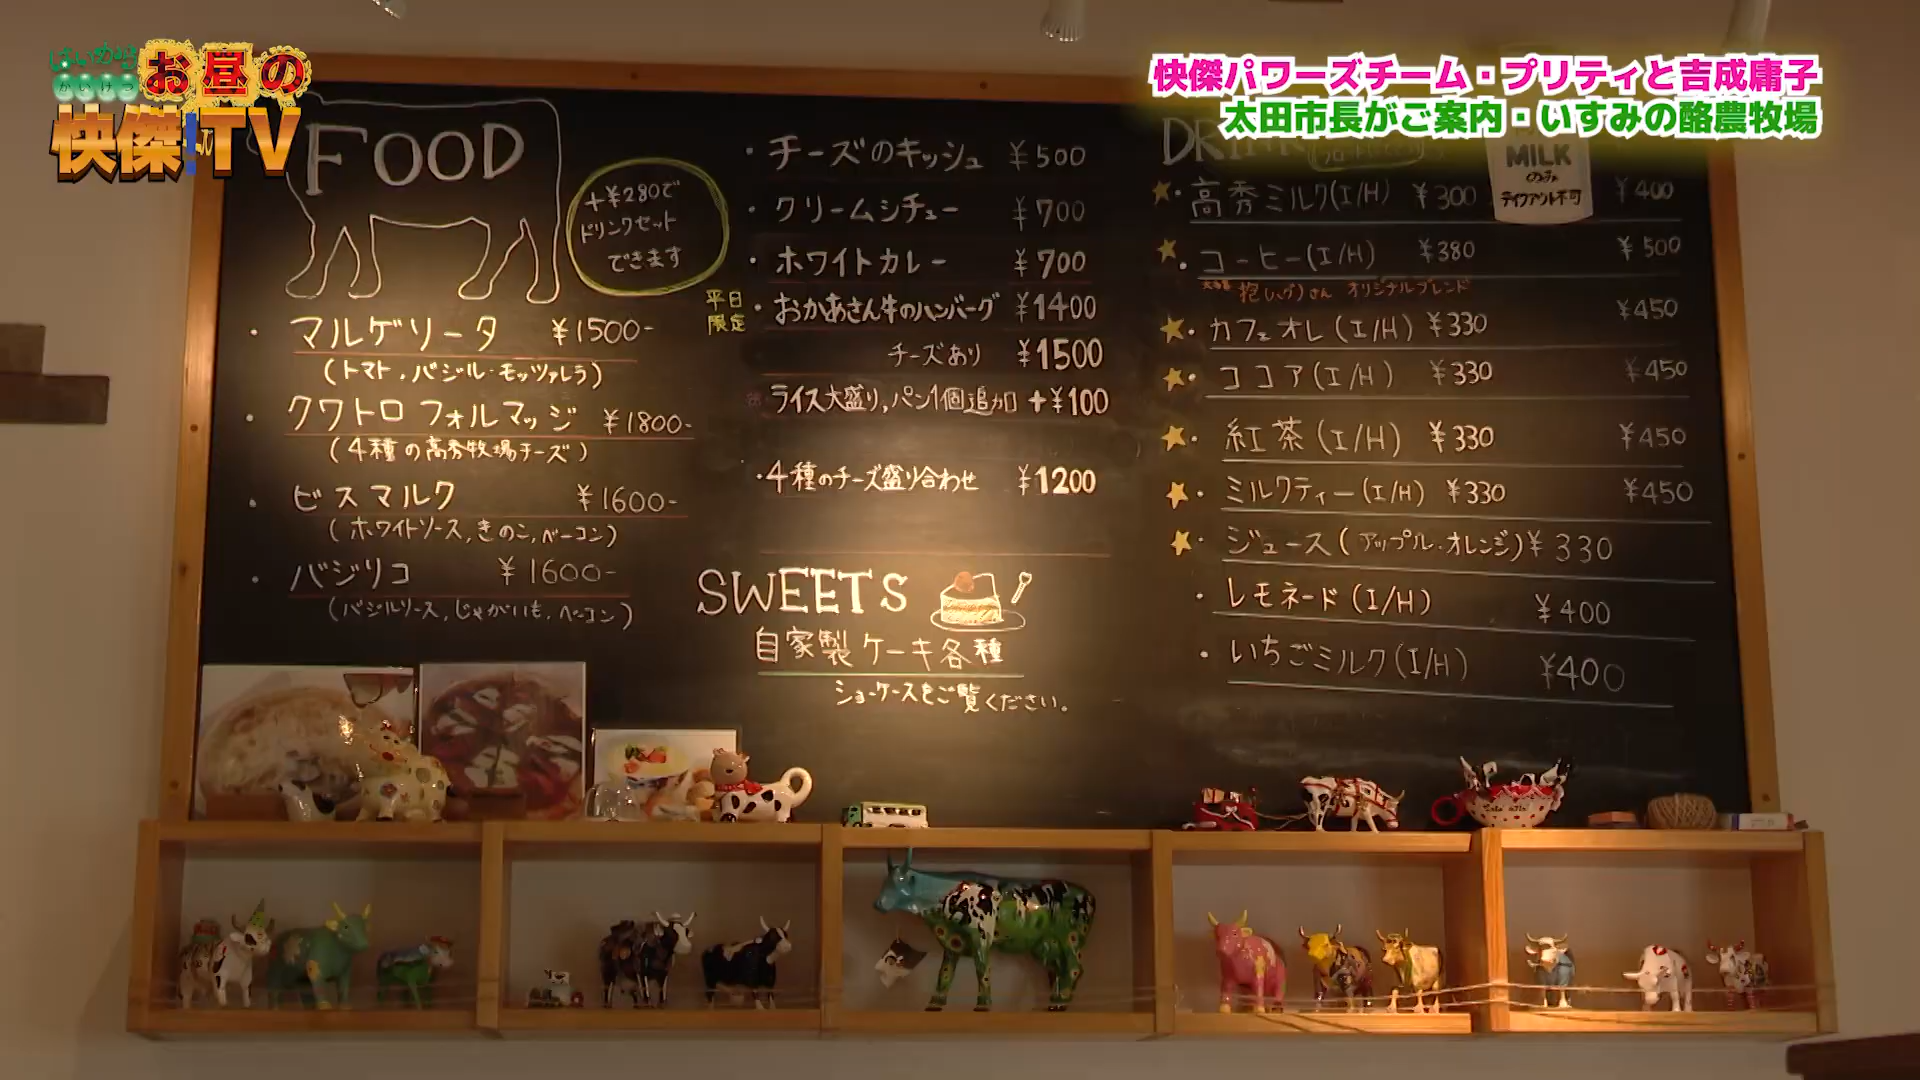 お昼の
かいけつ
快傑!TV
快傑パワーズチーム・プリティと吉成庸子
太田市長がご案内・いすみの酪農牧場
FOOD
+¥280で
ドリンクセット
できます
・マルゲリータ ¥1500-
(トマト,バジル・モッツァレラ)
・クワトロフォルマッジ ¥1800-
(4種の高秀牧場チーズ)
・ビスマルク ¥1600-
(ホワイトソース,きのこ,ベーコン)
・バジリコ ¥1600-
(バジルソース,じゃがいも,ベーコン)
・チーズのキッシュ ¥500
・クリームシチュー ¥700
・ホワイトカレー ¥700
平日
限定
・おかあさん牛のハンバーグ ¥1400
チーズあり ¥1500
ライス大盛り,パン1個追加 +¥100
・4種のチーズ盛り合わせ ¥1200
SWEETS
自家製ケーキ各種
ショーケースをご覧ください。
DRINK
MILK
のみ
テイクアウト不可
★・高秀ミルク(I/H) ¥300 ¥400
★・コーヒー(I/H) ¥380 ¥500
オリジナルブレンド
★・カフェオレ(I/H) ¥330 ¥450
★・ココア(I/H) ¥330 ¥450
★・紅茶(I/H) ¥330 ¥450
★・ミルクティー(I/H) ¥330 ¥450
★・ジュース(アップル・オレンジ) ¥330
・レモネード(I/H) ¥400
・いちごミルク(I/H) ¥400